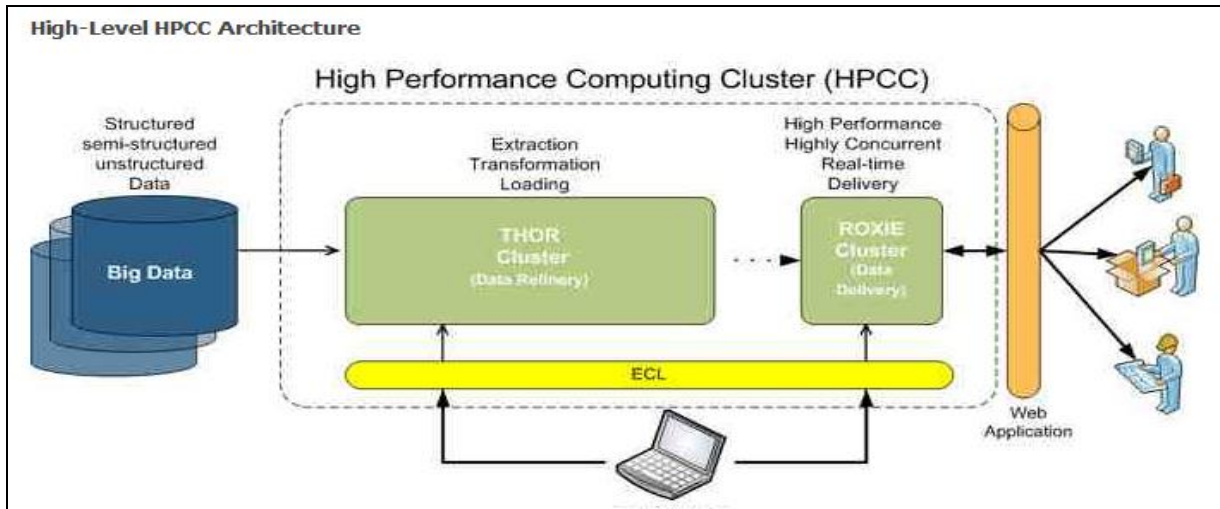 High-Level HPCC Architecture
High Performance Computing Cluster (HPCC)
Structured
semi-structured
unstructured
Data
Big Data
Extraction
Transformation
Loading
THOR
Cluster
(Data Refinery)
High Performance
Highly Concurrent
Real-time
Delivery
ROXIE
Cluster
(Data
Delivery)
ECL
Web
Application